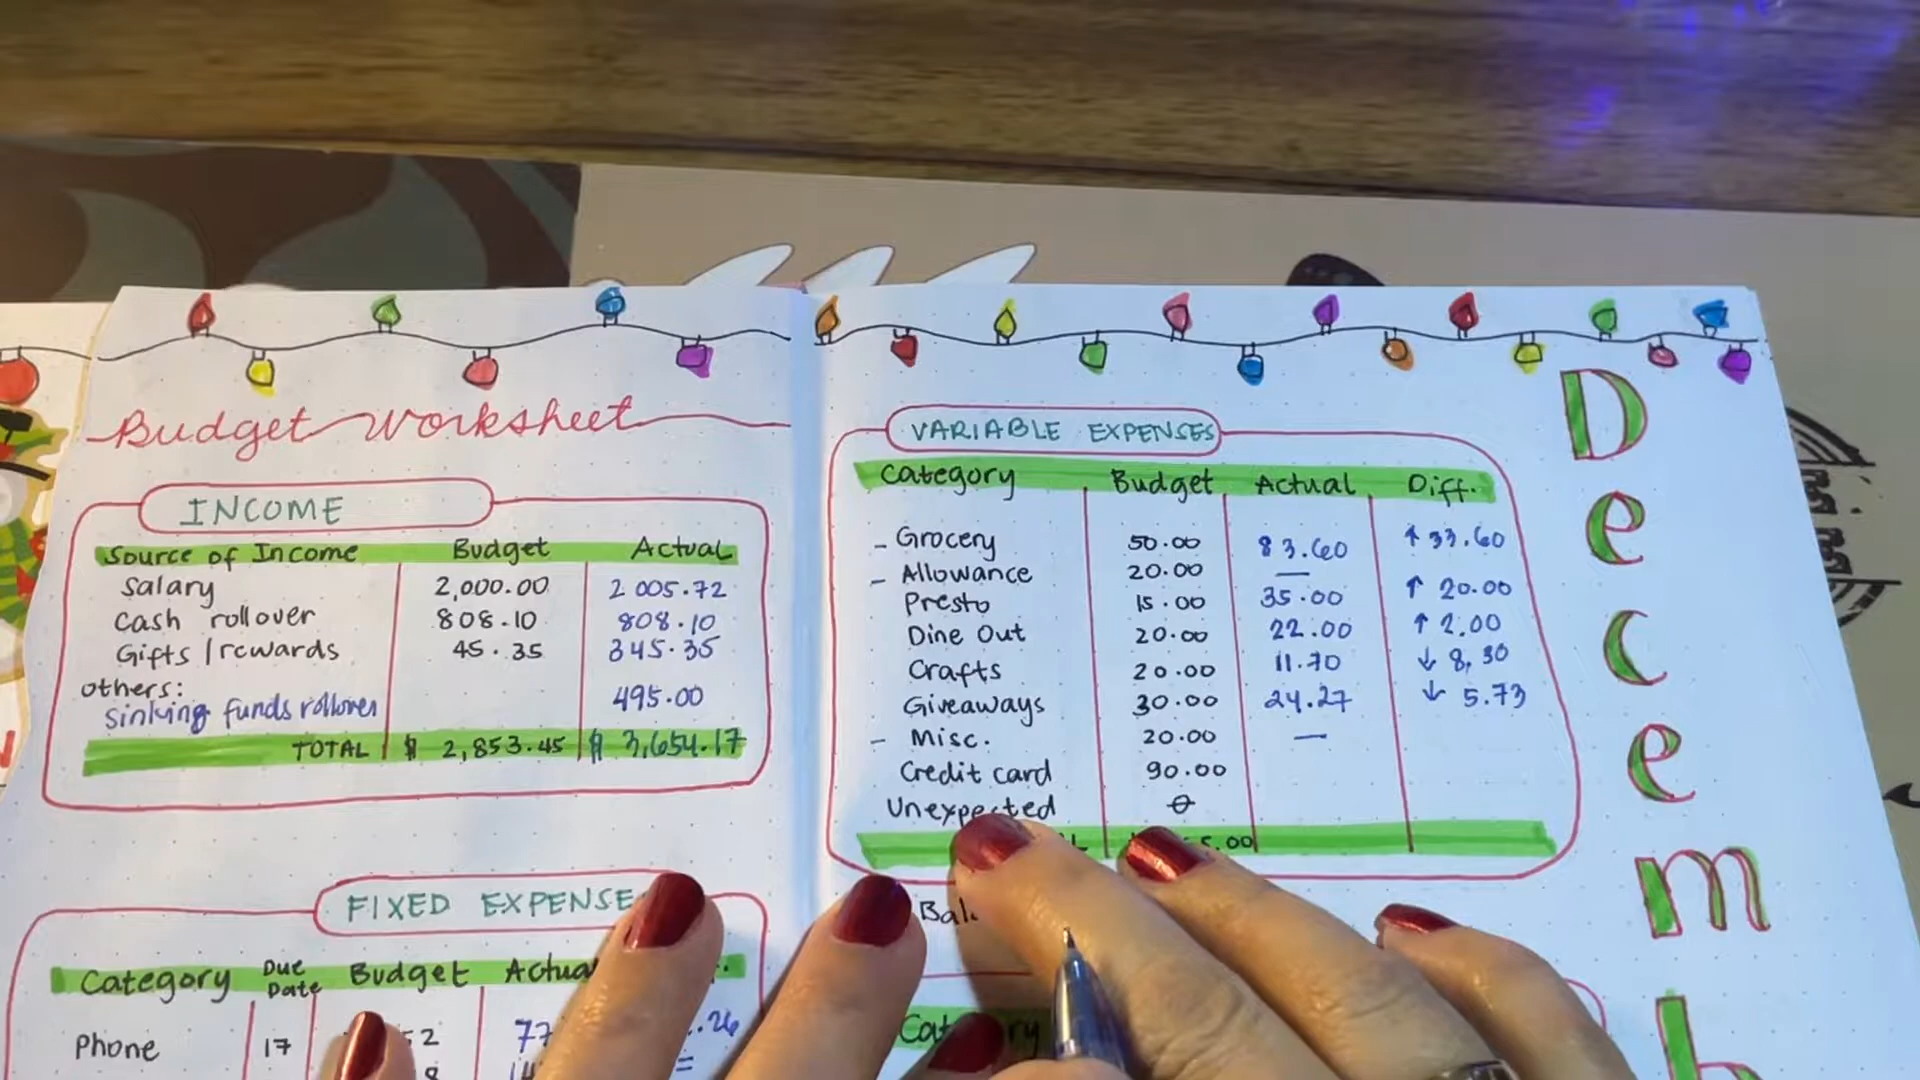 Budget Worksheet
INCOME
Source of Income Budget Actual
Salary 2,000.00 2 005.72
Cash rollover 808.10 808.10
Gifts / rewards 45.35 345.35
others:
sinking funds rollover 495.00
TOTAL $ 2,853.45 $ 3,654.17
FIXED EXPENSE
Category Due Date Budget
Phone 17
VARIABLE EXPENSES
Category Budget Actual Diff.
- Grocery 50.00 83.60 ↑ 33.60
- Allowance 20.00 —
Presto 15.00 35.00 ↑ 20.00
Dine Out 20.00 22.00 ↑ 2.00
Crafts 20.00 11.70 ↓ 8.30
Giveaways 30.00 24.27 ↓ 5.73
- Misc. 20.00 —
Credit card 90.00
Unexpected 0
5.00
Decem